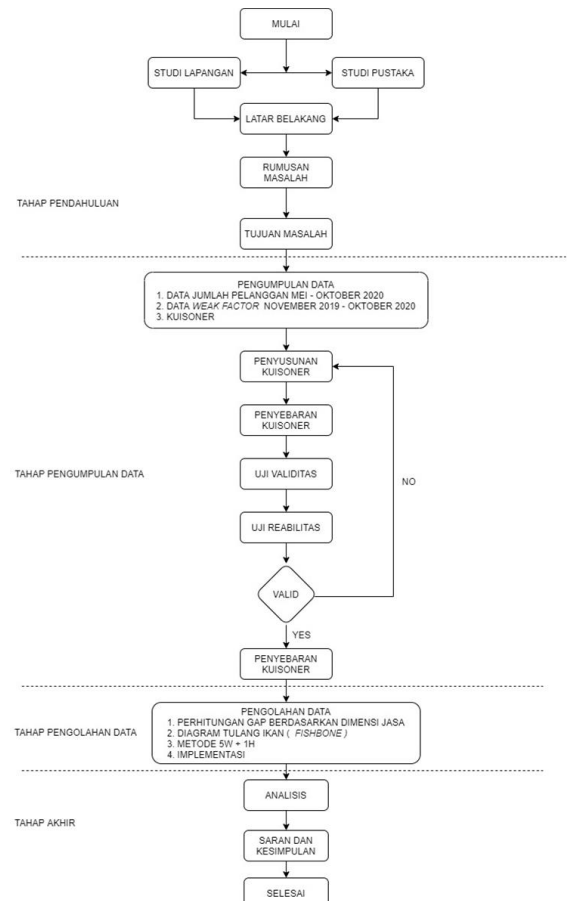 MULAI
STUDI LAPANGAN
STUDI PUSTAKA
LATAR BELAKANG
RUMUSAN
MASALAH
TAHAP PENDAHULUAN
TUJUAN MASALAH
PENGUMPULAN DATA
1. DATA JUMLAH PELANGGAN MEI - OKTOBER 2020
2. DATA WEAK FACTOR NOVEMBER 2019 - OKTOBER 2020
3. KUISONER
PENYUSUNAN
KUISONER
PENYEBARAN
KUISONER
TAHAP PENGUMPULAN DATA
UJI VALIDITAS
NO
UJI REABILITAS
VALID
YES
PENYEBARAN
KUISONER
PENGOLAHAN DATA
1. PERHITUNGAN GAP BERDASARKAN DIMENSI JASA
2. DIAGRAM TULANG IKAN ( FISHBONE )
TAHAP PENGOLAHAN DATA
3. METODE 5W + 1H
4. IMPLEMENTASI
ANALISIS
TAHAP AKHIR
SARAN DAN
KESIMPULAN
SELESAI